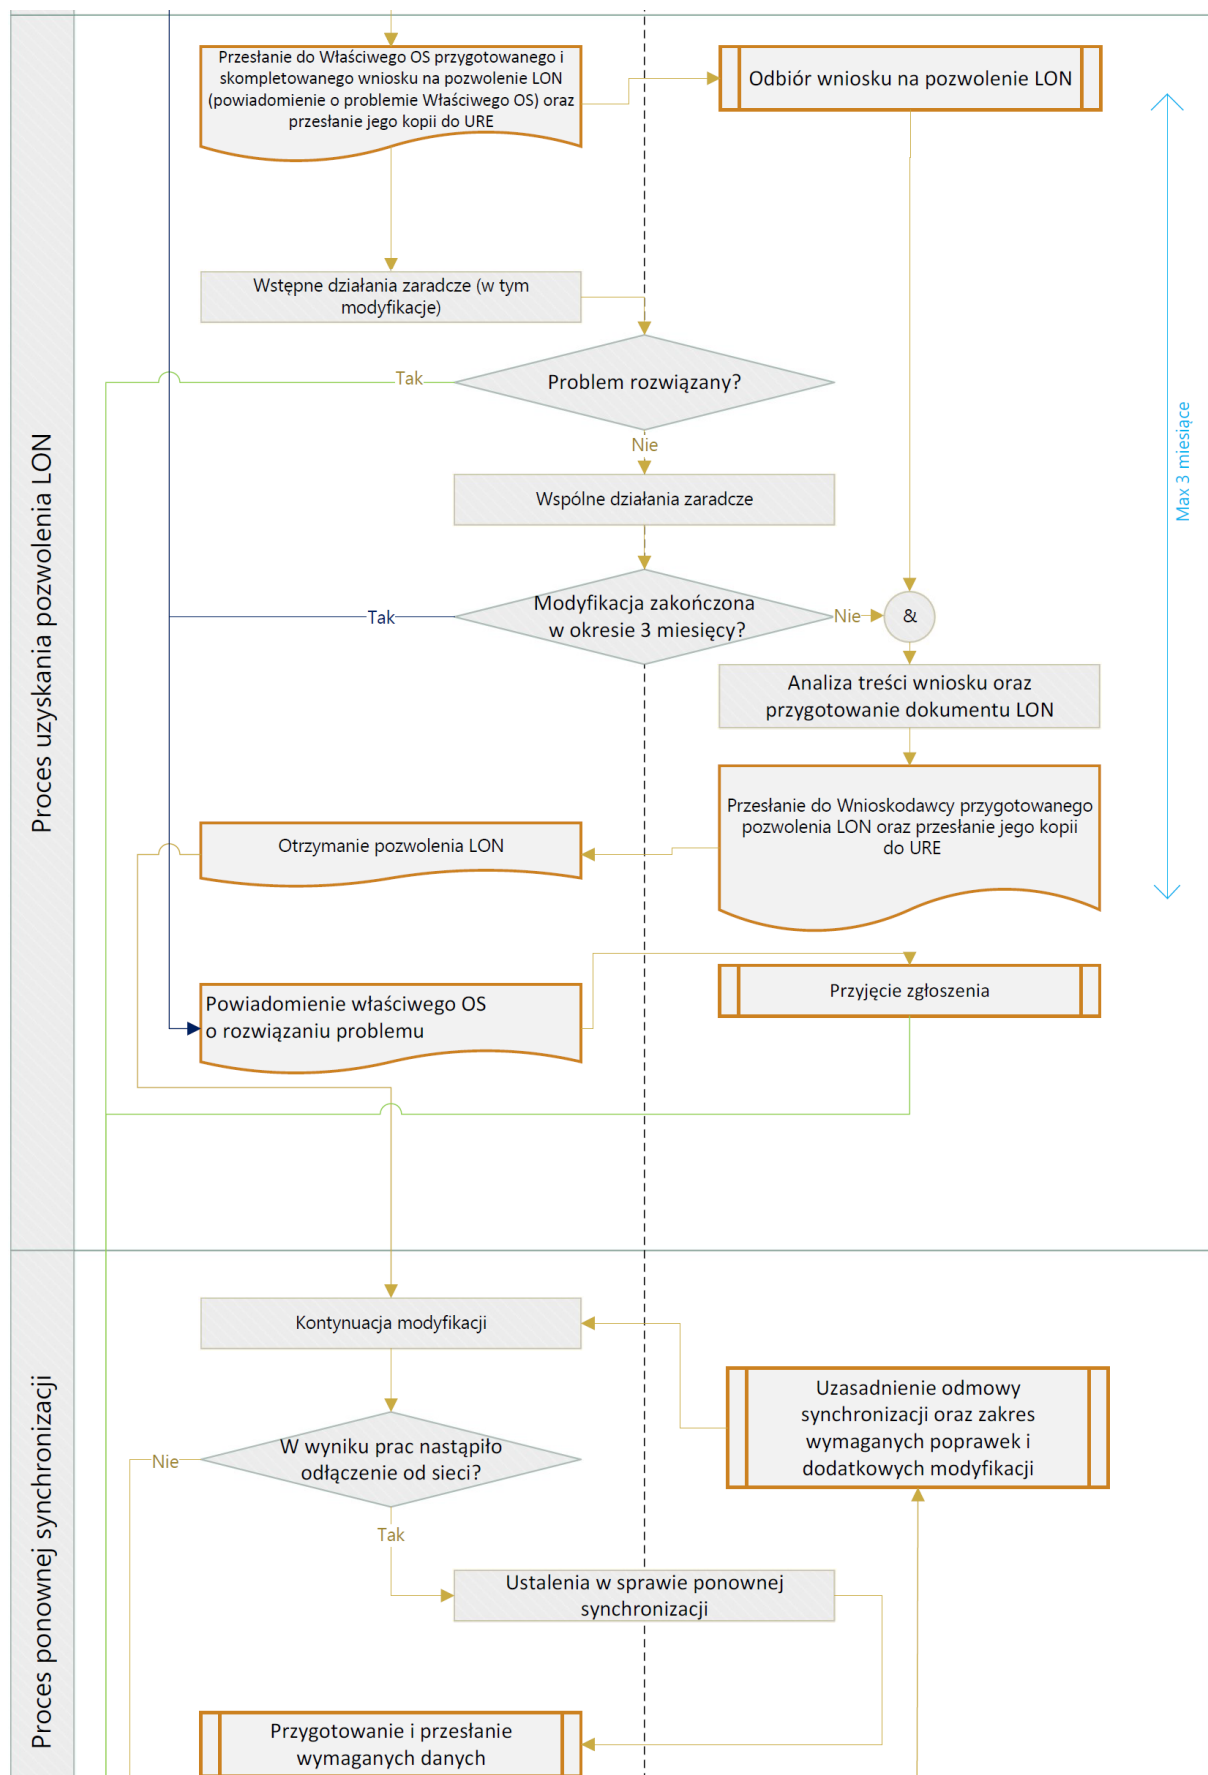 Proces uzyskania pozwolenia LON
Przesłanie do Właściwego OS przygotowanego i
skompletowanego wniosku na pozwolenie LON
(powiadomienie o problemie Właściwego OS) oraz
przesłanie jego kopii do URE
Odbiór wniosku na pozwolenie LON
Wstępne działania zaradcze (w tym
modyfikacje)
Tak
Problem rozwiązany?
Nie
Max 3 miesiące
Wspólne działania zaradcze
Tak
Modyfikacja zakończona
w okresie 3 miesięcy?
Nie
&
Analiza treści wniosku oraz
przygotowanie dokumentu LON
Przesłanie do Wnioskodawcy przygotowanego
pozwolenia LON oraz przesłanie jego kopii
do URE
Otrzymanie pozwolenia LON
Przyjęcie zgłoszenia
Powiadomienie właściwego OS
o rozwiązaniu problemu
Proces ponownej synchronizacji
Kontynuacja modyfikacji
Uzasadnienie odmowy
synchronizacji oraz zakres
wymaganych poprawek i
dodatkowych modyfikacji
Nie
W wyniku prac nastąpiło
odłączenie od sieci?
Tak
Ustalenia w sprawie ponownej
synchronizacji
Przygotowanie i przesłanie
wymaganych danych